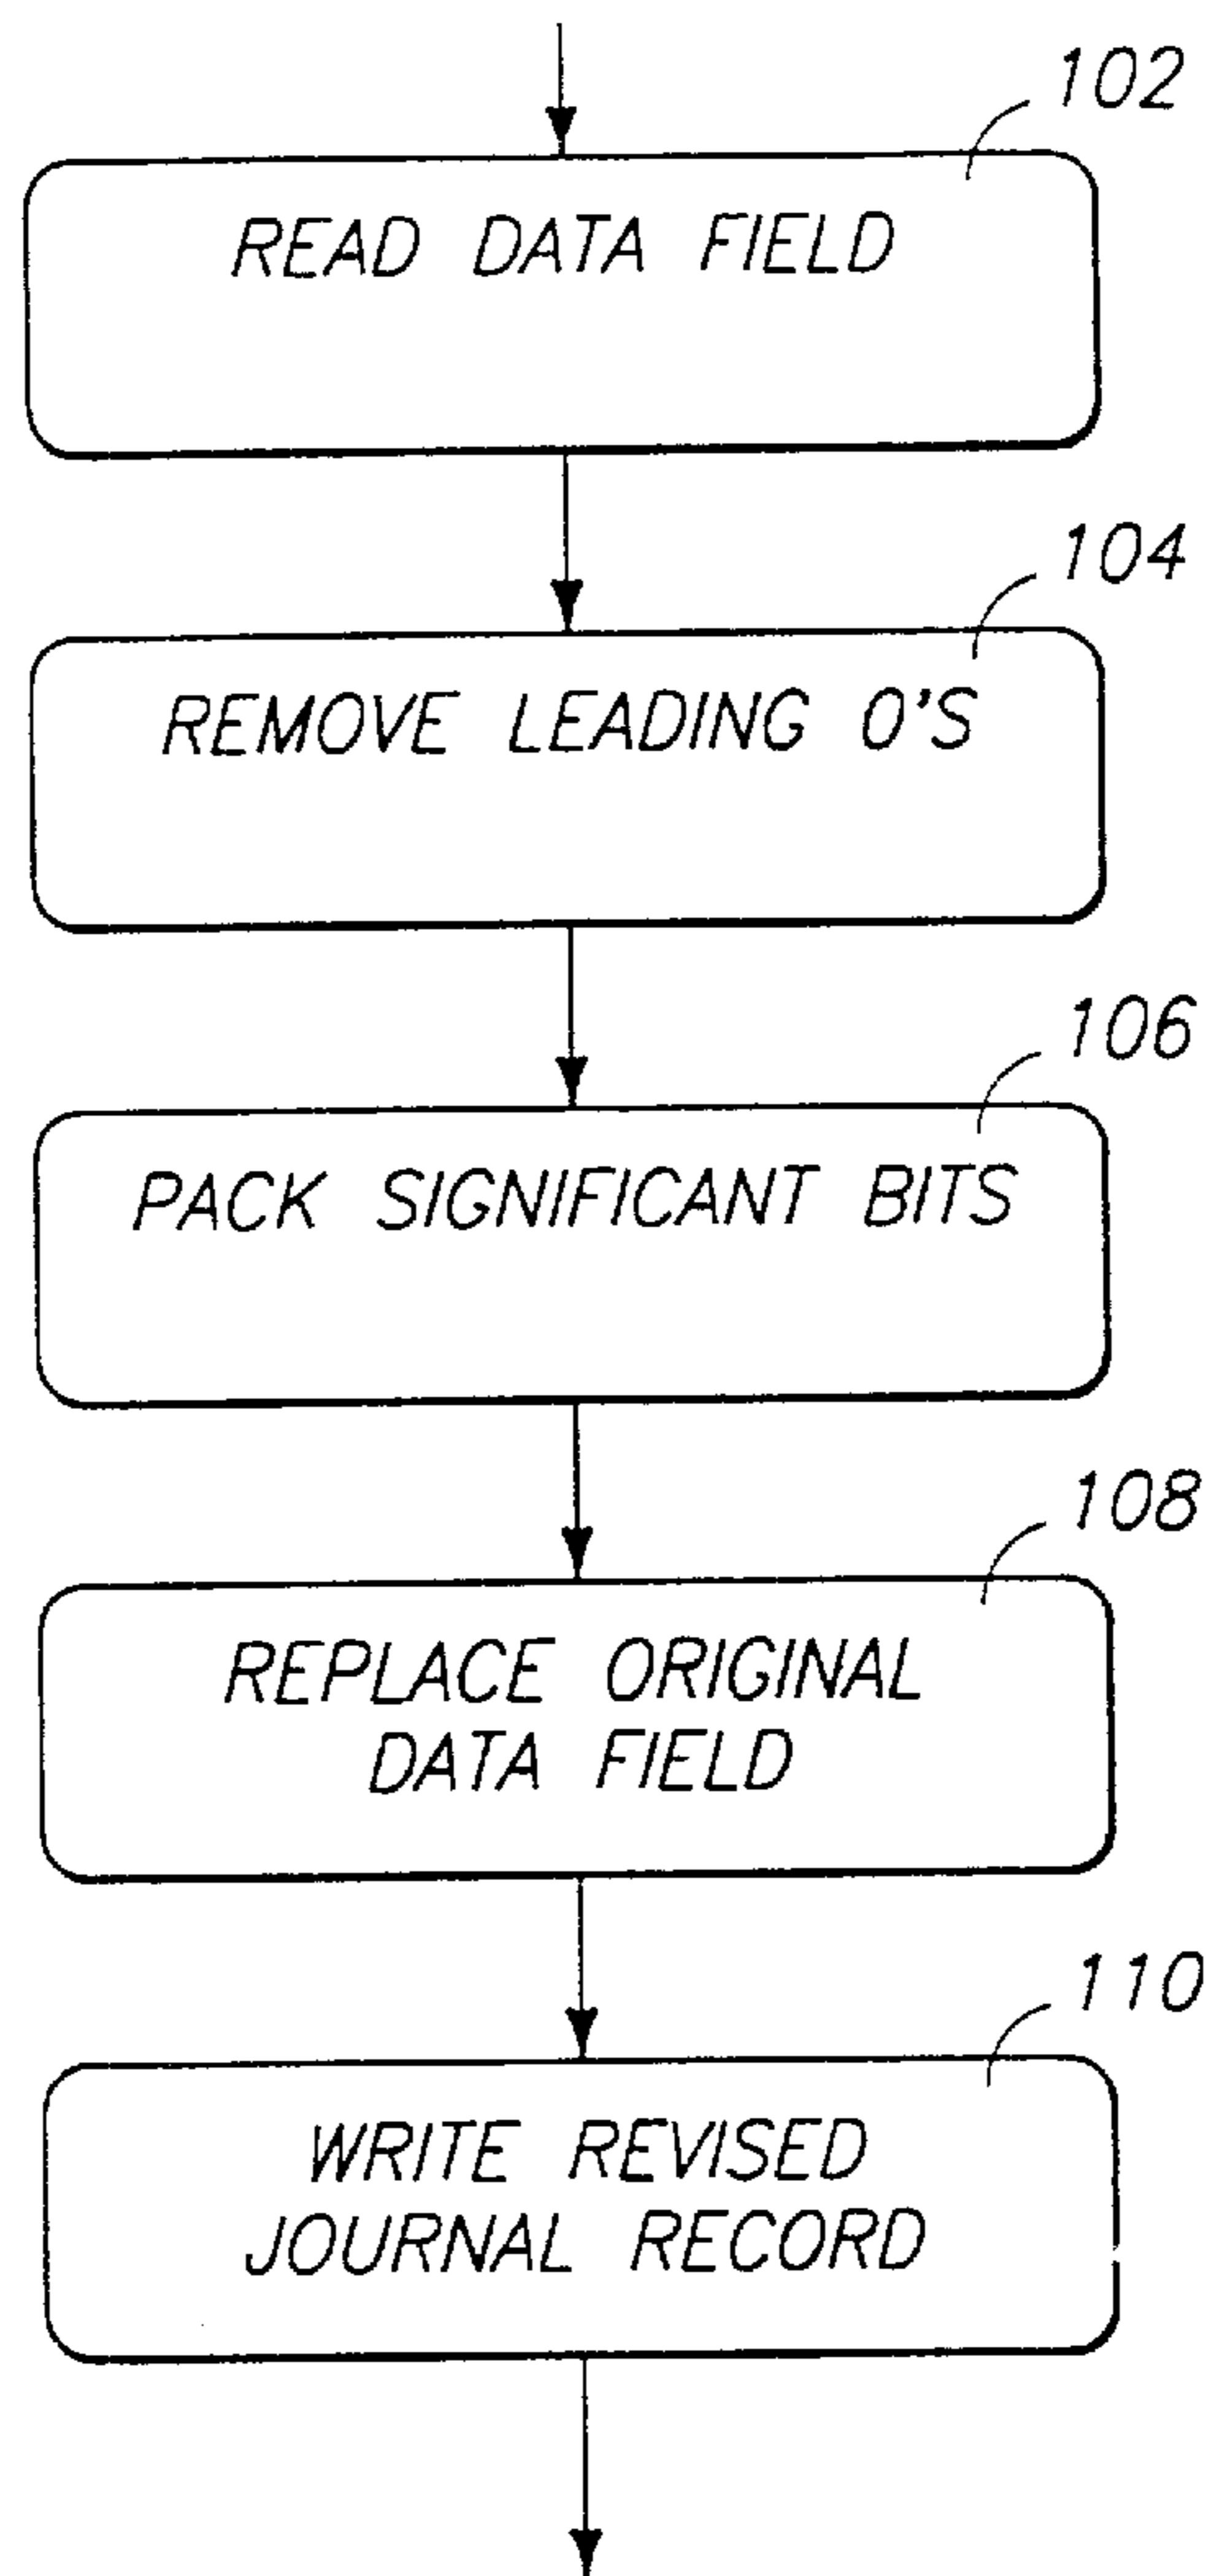 102
READ DATA FIELD
104
REMOVE LEADING 0'S
106
PACK SIGNIFICANT BITS
108
REPLACE ORIGINAL
DATA FIELD
110
WRITE REVISED
JOURNAL RECORD